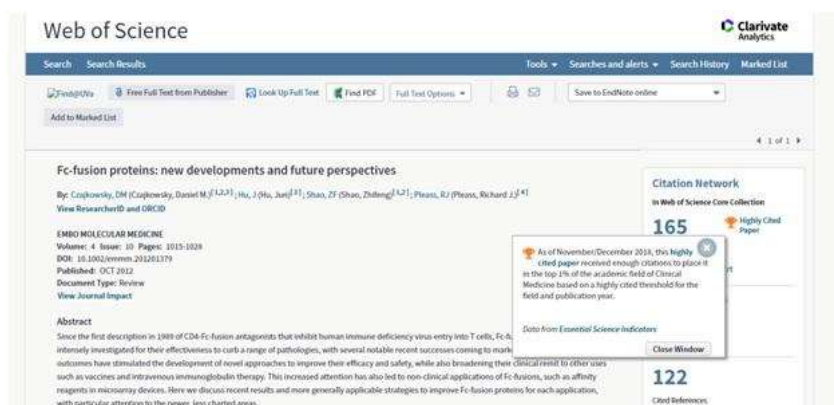 Web of Science
Clarivate
Analytics
Search Search Results Tools Searches and alerts Search History Marked List
Find@UVa Free Full Text from Publisher Look Up Full Text Find PDF Full Text Options Save to EndNote online
Add to Marked List
1 of 1
Fc-fusion proteins: new developments and future perspectives
By: Czajkowsky, DM (Czajkowsky, Daniel M.)[1,2,3]; Hu, J (Hu, Jun)[3]; Shao, ZF (Shao, Zhifeng)[1,2]; Pleass, RJ (Pleass, Richard J.)[4]
View ResearcherID and ORCID
EMBO MOLECULAR MEDICINE
Volume: 4 Issue: 10 Pages: 1015-1028
DOI: 10.1002/emmm.201201379
Published: OCT 2012
Document Type: Review
View Journal Impact
Abstract
Since the first description in 1989 of CD4-Fc-fusion antagonists that inhibit human immune deficiency virus entry into T cells, Fc-fu
intensely investigated for their effectiveness to curb a range of pathologies, with several notable recent successes coming to mark
outcomes have stimulated the development of novel approaches to improve their efficacy and safety, while also broadening their clinical remit to other uses
such as vaccines and intravenous immunoglobulin therapy. This increased attention has also led to non-clinical applications of Fc-fusions, such as affinity
reagents in microarray devices. Here we discuss recent results and more generally applicable strategies to improve Fc-fusion proteins for each application,
with particular attention to the newer, less charted areas.
Citation Network
In Web of Science Core Collection
165
Highly Cited
Paper
As of November/December 2018, this highly
cited paper received enough citations to place it
in the top 1% of the academic field of Clinical
Medicine based on a highly cited threshold for the
field and publication year.
Data from Essential Science Indicators
Close Window
122
Cited References